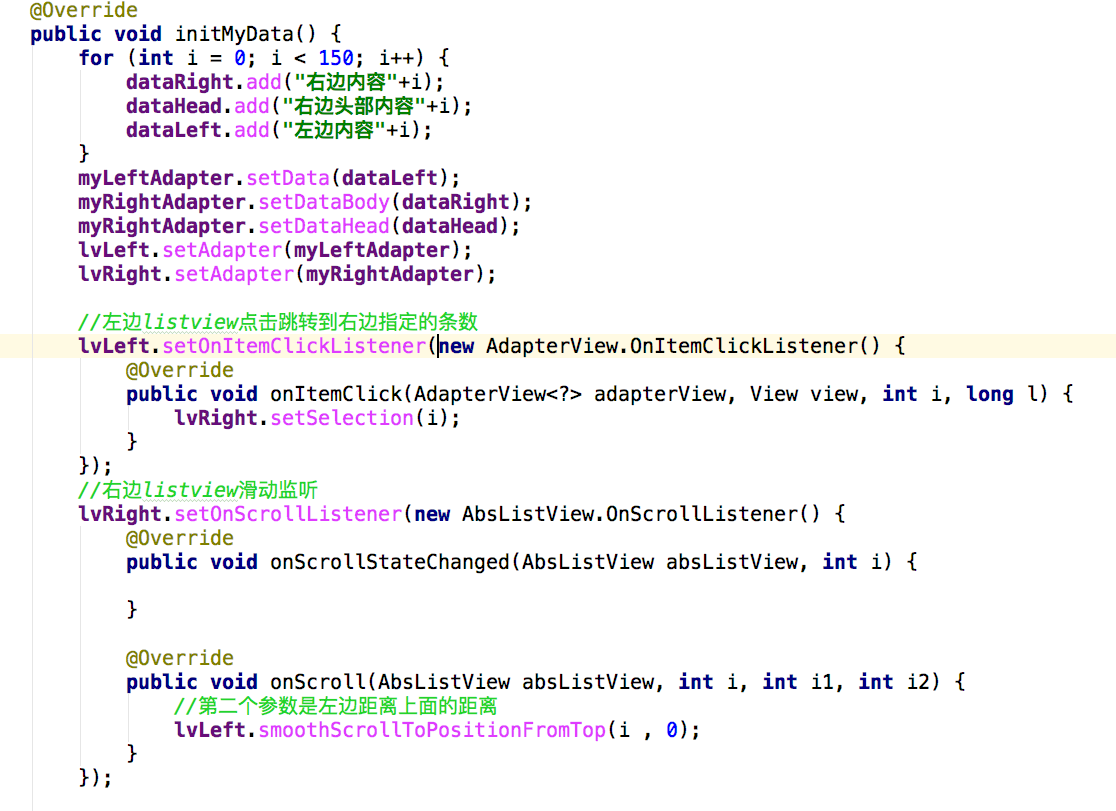 @Override
public void initMyData() {
    for (int i = 0; i < 150; i++) {
        dataRight.add("右边内容"+i);
        dataHead.add("右边头部内容"+i);
        dataLeft.add("左边内容"+i);
    }
    myLeftAdapter.setData(dataLeft);
    myRightAdapter.setDataBody(dataRight);
    myRightAdapter.setDataHead(dataHead);
    lvLeft.setAdapter(myLeftAdapter);
    lvRight.setAdapter(myRightAdapter);

    //左边listview点击跳转到右边指定的条数
    lvLeft.setOnItemClickListener(new AdapterView.OnItemClickListener() {
        @Override
        public void onItemClick(AdapterView<?> adapterView, View view, int i, long l) {
            lvRight.setSelection(i);
        }
    });
    //右边listview滑动监听
    lvRight.setOnScrollListener(new AbsListView.OnScrollListener() {
        @Override
        public void onScrollStateChanged(AbsListView absListView, int i) {

        }

        @Override
        public void onScroll(AbsListView absListView, int i, int i1, int i2) {
            //第二个参数是左边距离上面的距离
            lvLeft.smoothScrollToPositionFromTop(i , 0);
        }
    });